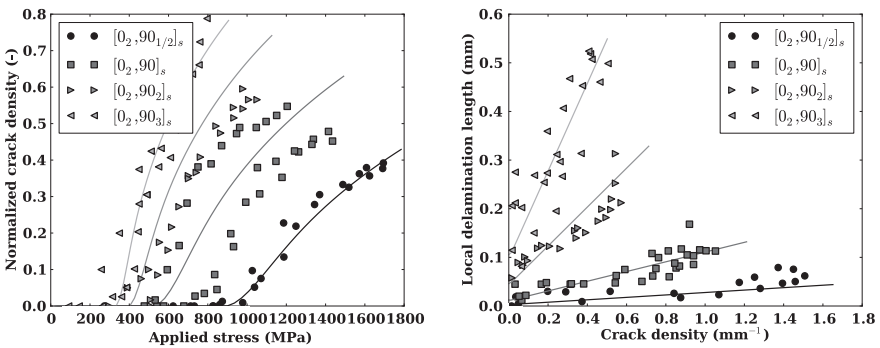 0.8
0.7
0.6
0.5
0.4
0.3
0.2
0.1
0.0
Normalized crack density (-)
[0₂,90₁/₂]ₛ
[0₂,90]ₛ
[0₂,90₂]ₛ
[0₂,90₃]ₛ
0 200 400 600 800 1000 1200 1400 1600 1800
Applied stress (MPa)
0.6
0.5
0.4
0.3
0.2
0.1
0.0
Local delamination length (mm)
[0₂,90₁/₂]ₛ
[0₂,90]ₛ
[0₂,90₂]ₛ
[0₂,90₃]ₛ
0.0 0.2 0.4 0.6 0.8 1.0 1.2 1.4 1.6 1.8
Crack density (mm⁻¹)